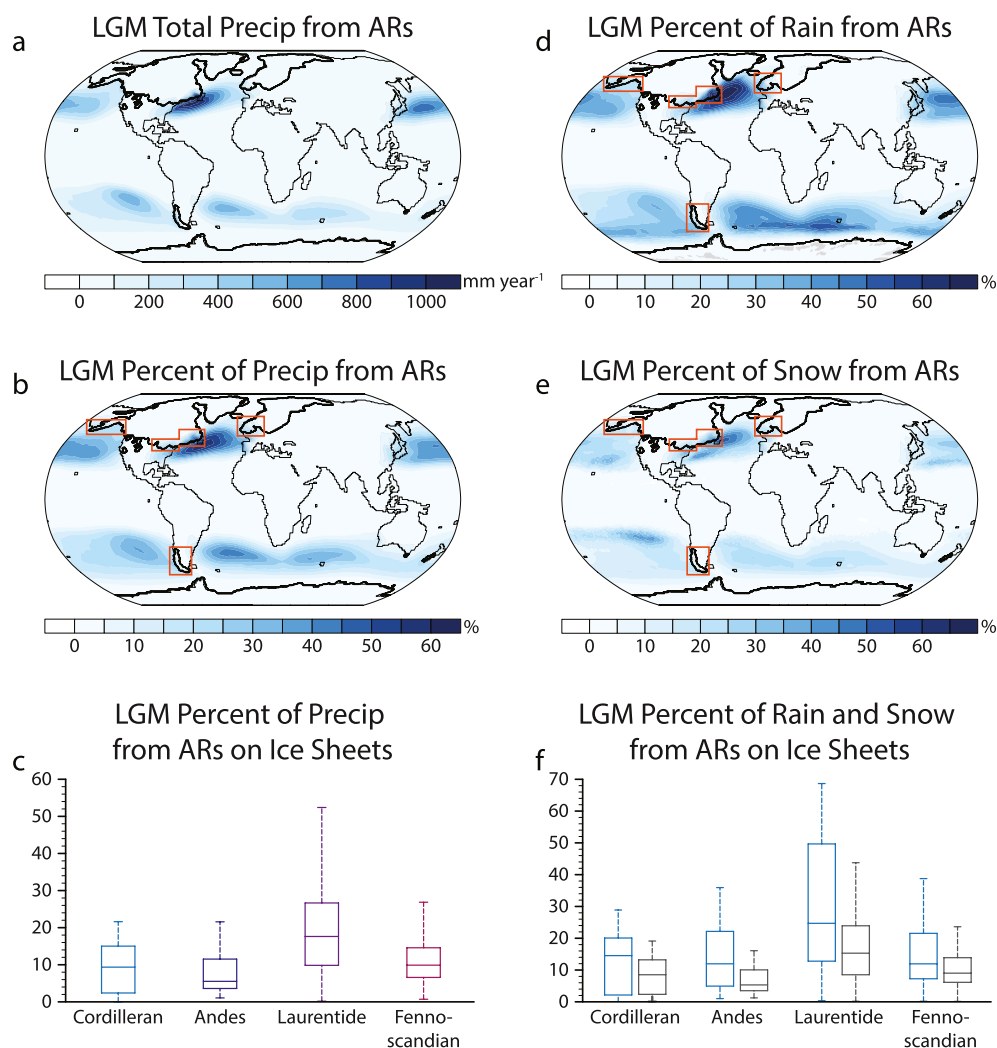 a
LGM Total Precip from ARs
0 200 400 600 800 1000 mm year⁻¹
d
LGM Percent of Rain from ARs
0 10 20 30 40 50 60 %
b
LGM Percent of Precip from ARs
0 10 20 30 40 50 60 %
e
LGM Percent of Snow from ARs
0 10 20 30 40 50 60 %
c
LGM Percent of Precip
from ARs on Ice Sheets
60
50
40
30
20
10
0
Cordilleran Andes Laurentide Fenno-
scandian
f
LGM Percent of Rain and Snow
from ARs on Ice Sheets
70
60
50
40
30
20
10
0
Cordilleran Andes Laurentide Fenno-
scandian